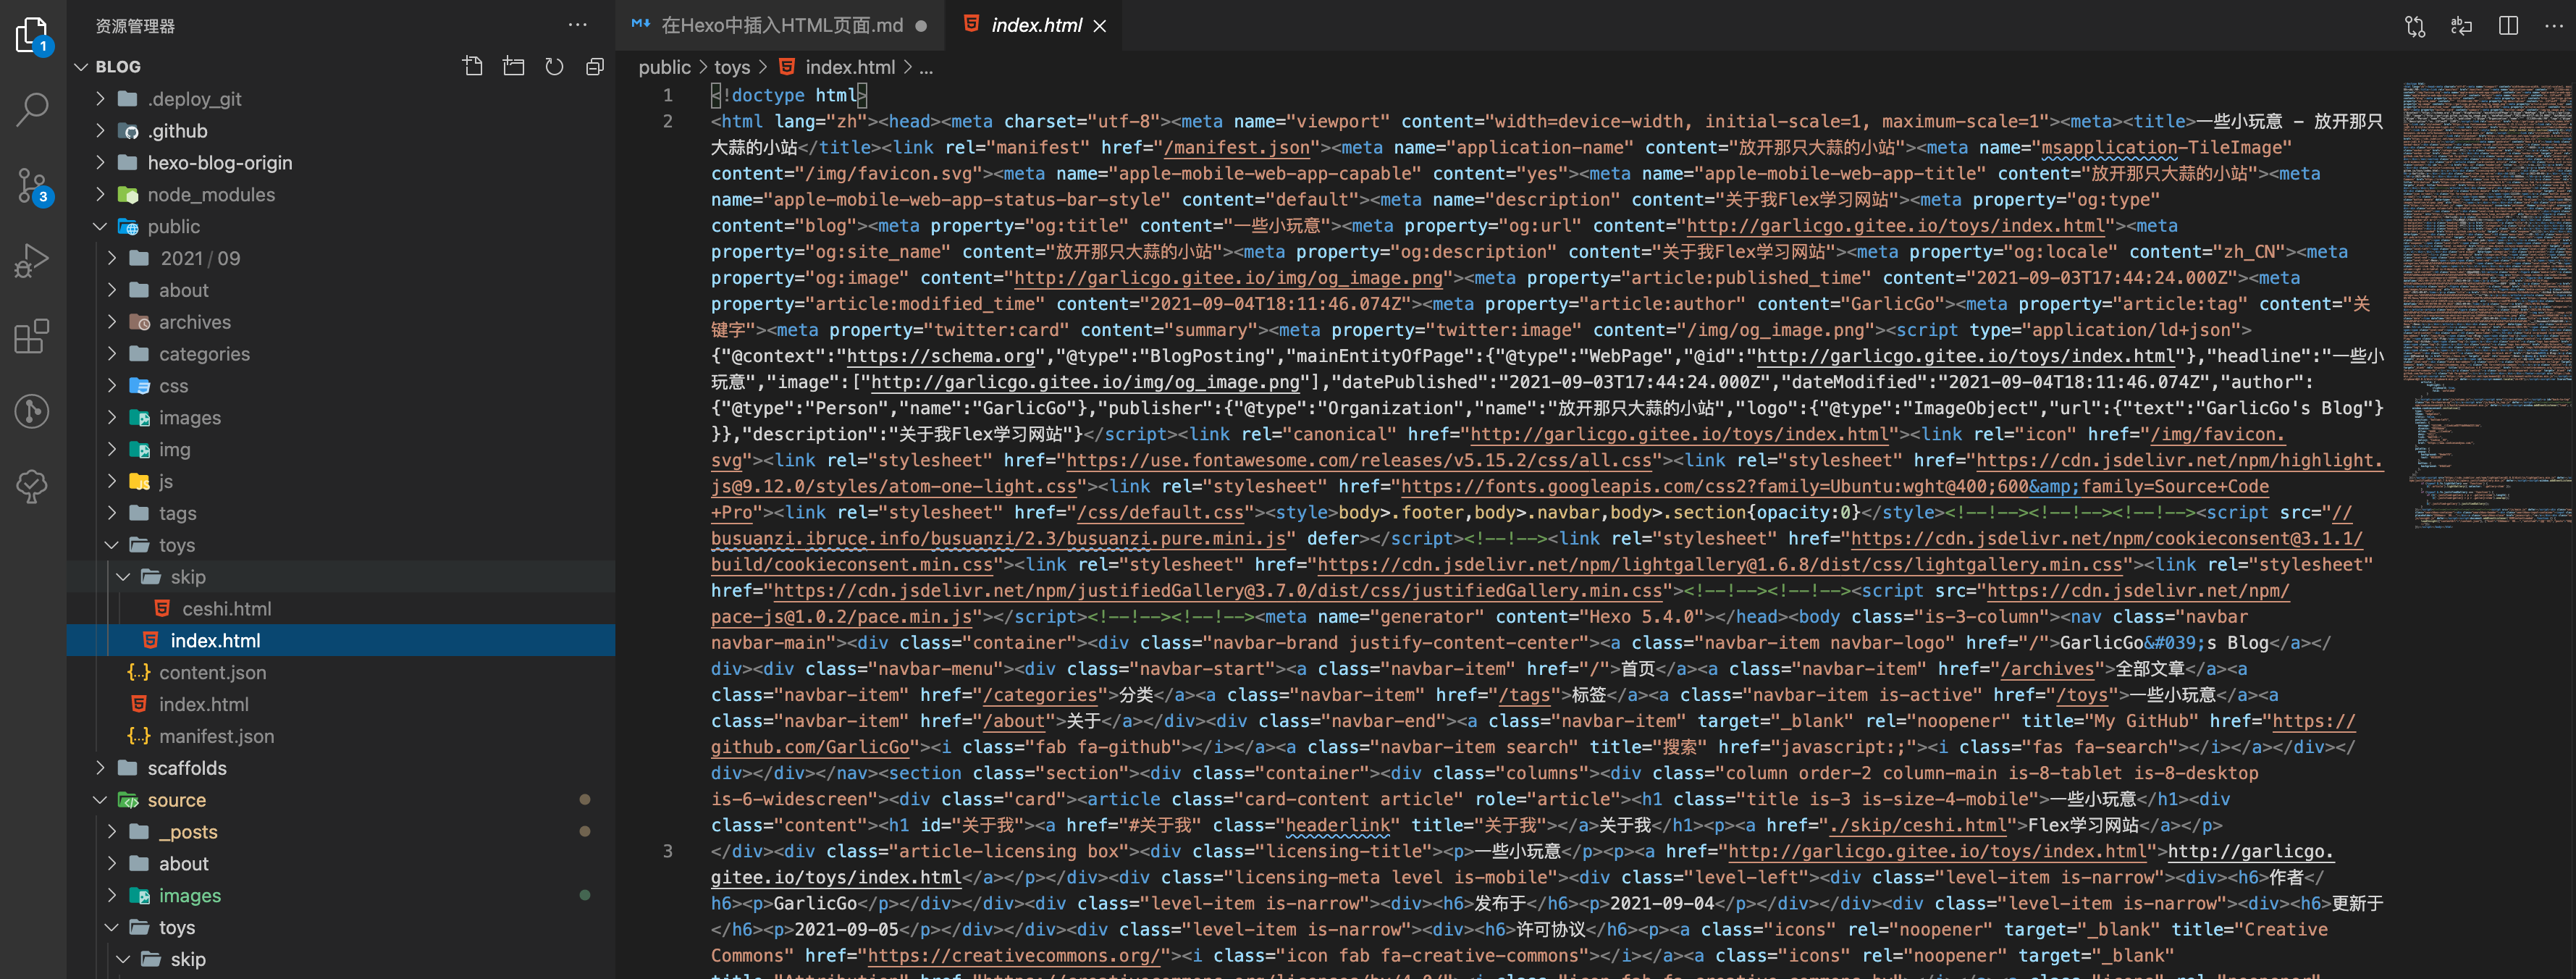 资源管理器
BLOG
.deploy_git
.github
hexo-blog-origin
node_modules
public
2021 / 09
about
archives
categories
css
images
img
js
tags
toys
skip
ceshi.html
index.html
content.json
index.html
manifest.json
scaffolds
source
_posts
about
images
toys
skip
1
3
在Hexo中插入HTML页面.md
index.html
public > toys > index.html > ...
1 <!doctype html>
2 <html lang="zh"><head><meta charset="utf-8"><meta name="viewport" content="width=device-width, initial-scale=1, maximum-scale=1"><meta><title>一些小玩意 - 放开那只
大蒜的小站</title><link rel="manifest" href="/manifest.json"><meta name="application-name" content="放开那只大蒜的小站"><meta name="msapplication-TileImage"
content="/img/favicon.svg"><meta name="apple-mobile-web-app-capable" content="yes"><meta name="apple-mobile-web-app-title" content="放开那只大蒜的小站"><meta
name="apple-mobile-web-app-status-bar-style" content="default"><meta name="description" content="关于我Flex学习网站"><meta property="og:type"
content="blog"><meta property="og:title" content="一些小玩意"><meta property="og:url" content="http://garlicgo.gitee.io/toys/index.html"><meta
property="og:site_name" content="放开那只大蒜的小站"><meta property="og:description" content="关于我Flex学习网站"><meta property="og:locale" content="zh_CN"><meta
property="og:image" content="http://garlicgo.gitee.io/img/og_image.png"><meta property="article:published_time" content="2021-09-03T17:44:24.000Z"><meta
property="article:modified_time" content="2021-09-04T18:11:46.074Z"><meta property="article:author" content="GarlicGo"><meta property="article:tag" content="关
键字"><meta property="twitter:card" content="summary"><meta property="twitter:image" content="/img/og_image.png"><script type="application/ld+json">
{"@context":"https://schema.org","@type":"BlogPosting","mainEntityOfPage":{"@type":"WebPage","@id":"http://garlicgo.gitee.io/toys/index.html"},"headline":"一些小
玩意","image":["http://garlicgo.gitee.io/img/og_image.png"],"datePublished":"2021-09-03T17:44:24.000Z","dateModified":"2021-09-04T18:11:46.074Z","author":
{"@type":"Person","name":"GarlicGo"},"publisher":{"@type":"Organization","name":"放开那只大蒜的小站","logo":{"@type":"ImageObject","url":{"text":"GarlicGo's Blog"}
}},"description":"关于我Flex学习网站"}</script><link rel="canonical" href="http://garlicgo.gitee.io/toys/index.html"><link rel="icon" href="/img/favicon.
svg"><link rel="stylesheet" href="https://use.fontawesome.com/releases/v5.15.2/css/all.css"><link rel="stylesheet" href="https://cdn.jsdelivr.net/npm/highlight.
js@9.12.0/styles/atom-one-light.css"><link rel="stylesheet" href="https://fonts.googleapis.com/css2?family=Ubuntu:wght@400;600&amp;family=Source+Code
+Pro"><link rel="stylesheet" href="/css/default.css"><style>body>.footer,body>.navbar,body>.section{opacity:0}</style><!--!--><!--!--><!--!--><script src="//
busuanzi.ibruce.info/busuanzi/2.3/busuanzi.pure.mini.js" defer></script><!--!--><link rel="stylesheet" href="https://cdn.jsdelivr.net/npm/cookieconsent@3.1.1/
build/cookieconsent.min.css"><link rel="stylesheet" href="https://cdn.jsdelivr.net/npm/lightgallery@1.6.8/dist/css/lightgallery.min.css"><link rel="stylesheet"
href="https://cdn.jsdelivr.net/npm/justifiedGallery@3.7.0/dist/css/justifiedGallery.min.css"><!--!--><!--!--><script src="https://cdn.jsdelivr.net/npm/
pace-js@1.0.2/pace.min.js"></script><!--!--><!--!--><meta name="generator" content="Hexo 5.4.0"></head><body class="is-3-column"><nav class="navbar
navbar-main"><div class="container"><div class="navbar-brand justify-content-center"><a class="navbar-item navbar-logo" href="/">GarlicGo&#039;s Blog</a></
div><div class="navbar-menu"><div class="navbar-start"><a class="navbar-item" href="/">首页</a><a class="navbar-item" href="/archives">全部文章</a><a
class="navbar-item" href="/categories">分类</a><a class="navbar-item" href="/tags">标签</a><a class="navbar-item is-active" href="/toys">一些小玩意</a><a
class="navbar-item" href="/about">关于</a></div><div class="navbar-end"><a class="navbar-item" target="_blank" rel="noopener" title="My GitHub" href="https://
github.com/GarlicGo"><i class="fab fa-github"></i></a><a class="navbar-item search" title="搜索" href="javascript:;"><i class="fas fa-search"></i></a></div></
div></div></nav><section class="section"><div class="container"><div class="columns"><div class="column order-2 column-main is-8-tablet is-8-desktop
is-6-widescreen"><div class="card"><article class="card-content article" role="article"><h1 class="title is-3 is-size-4-mobile">一些小玩意</h1><div
class="content"><h1 id="关于我"><a href="#关于我" class="headerlink" title="关于我"></a>关于我</h1><p><a href="./skip/ceshi.html">Flex学习网站</a></p>
3 </div><div class="article-licensing box"><div class="licensing-title"><p>一些小玩意</p><p><a href="http://garlicgo.gitee.io/toys/index.html">http://garlicgo.
gitee.io/toys/index.html</a></p></div><div class="licensing-meta level is-mobile"><div class="level-left"><div class="level-item is-narrow"><div><h6>作者</
h6><p>GarlicGo</p></div></div><div class="level-item is-narrow"><div><h6>发布于</h6><p>2021-09-04</p></div></div><div class="level-item is-narrow"><div><h6>更新于
</h6><p>2021-09-05</p></div></div><div class="level-item is-narrow"><div><h6>许可协议</h6><p><a class="icons" rel="noopener" target="_blank" title="Creative
Commons" href="https://creativecommons.org/"><i class="icon fab fa-creative-commons"></i></a><a class="icons" rel="noopener" target="_blank"